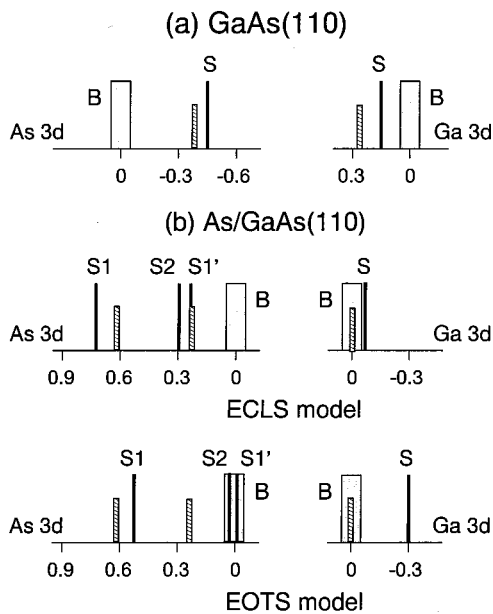 (a) GaAs(110)
S S
B B
As 3d Ga 3d
0 -0.3 -0.6 0.3 0
(b) As/GaAs(110)
S1 S2 S1' S
B B
As 3d Ga 3d
0.9 0.6 0.3 0 0 -0.3
ECLS model
S1 S2 S1' S
B B
As 3d Ga 3d
0.9 0.6 0.3 0 0 -0.3
EOTS model